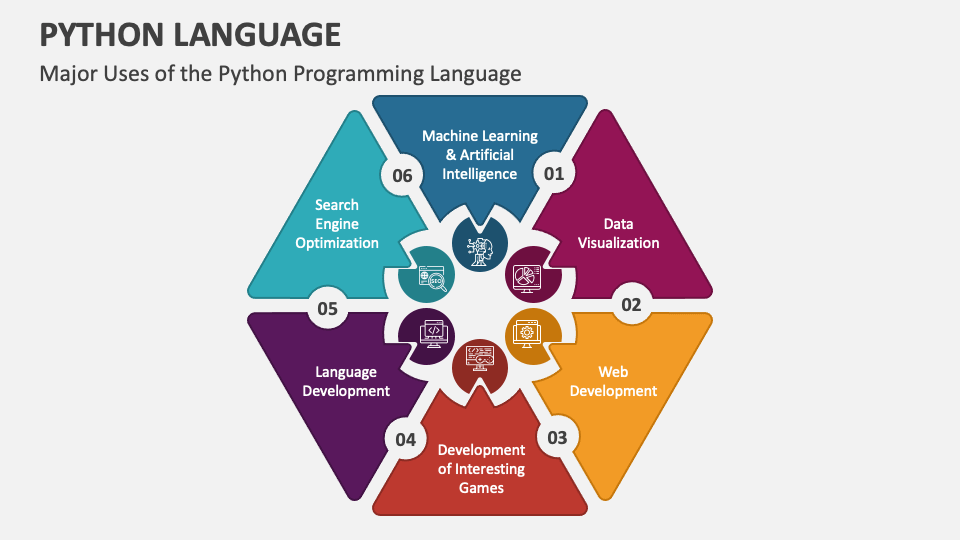 PYTHON LANGUAGE
Major Uses of the Python Programming Language
Machine Learning
& Artificial
Intelligence
01
Data
Visualization
02
Web
Development
03
Development
of Interesting
Games
04
Language
Development
05
Search
Engine
Optimization
06
SEO